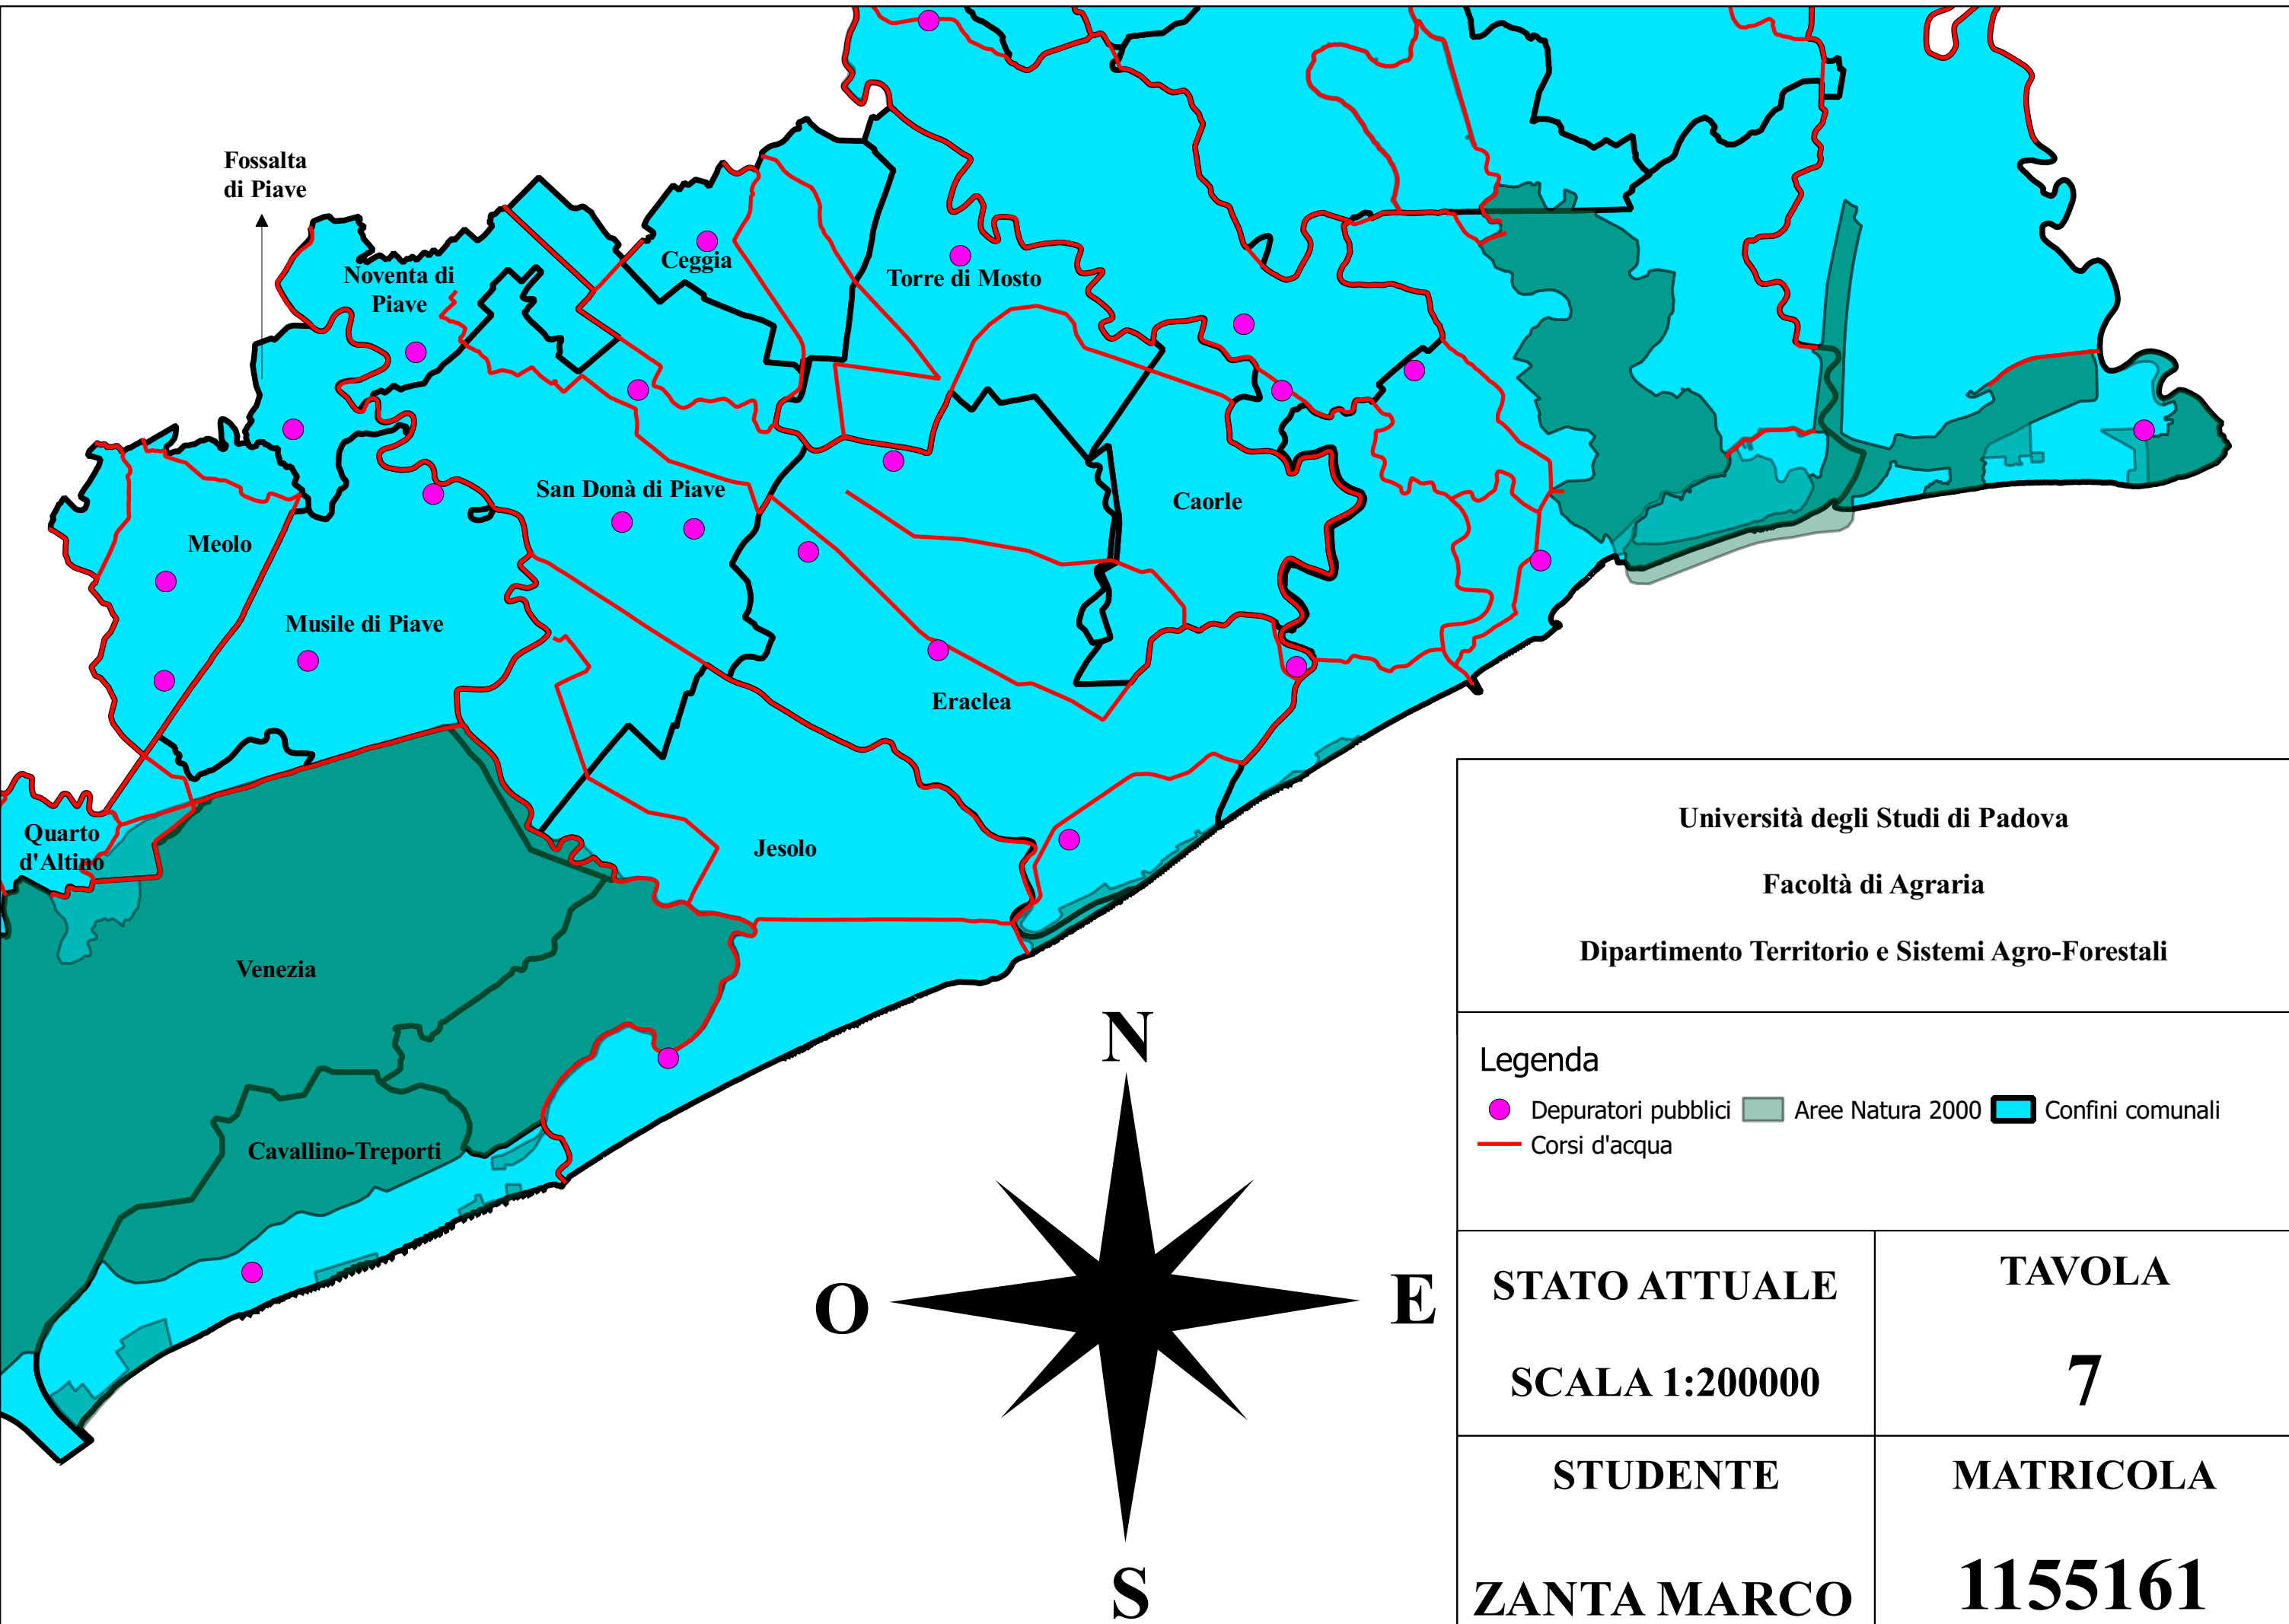 Fossalta
di Piave
Noventa di
Piave
Ceggia
Torre di Mosto
San Donà di Piave
Caorle
Meolo
Musile di Piave
Eraclea
Quarto
d'Altino
Jesolo
Venezia
Cavallino-Treporti
N
O
E
S
Università degli Studi di Padova
Facoltà di Agraria
Dipartimento Territorio e Sistemi Agro-Forestali
Legenda
Depuratori pubblici
Aree Natura 2000
Confini comunali
Corsi d'acqua
STATO ATTUALE
SCALA 1:200000
TAVOLA
7
STUDENTE
ZANTA MARCO
MATRICOLA
1155161